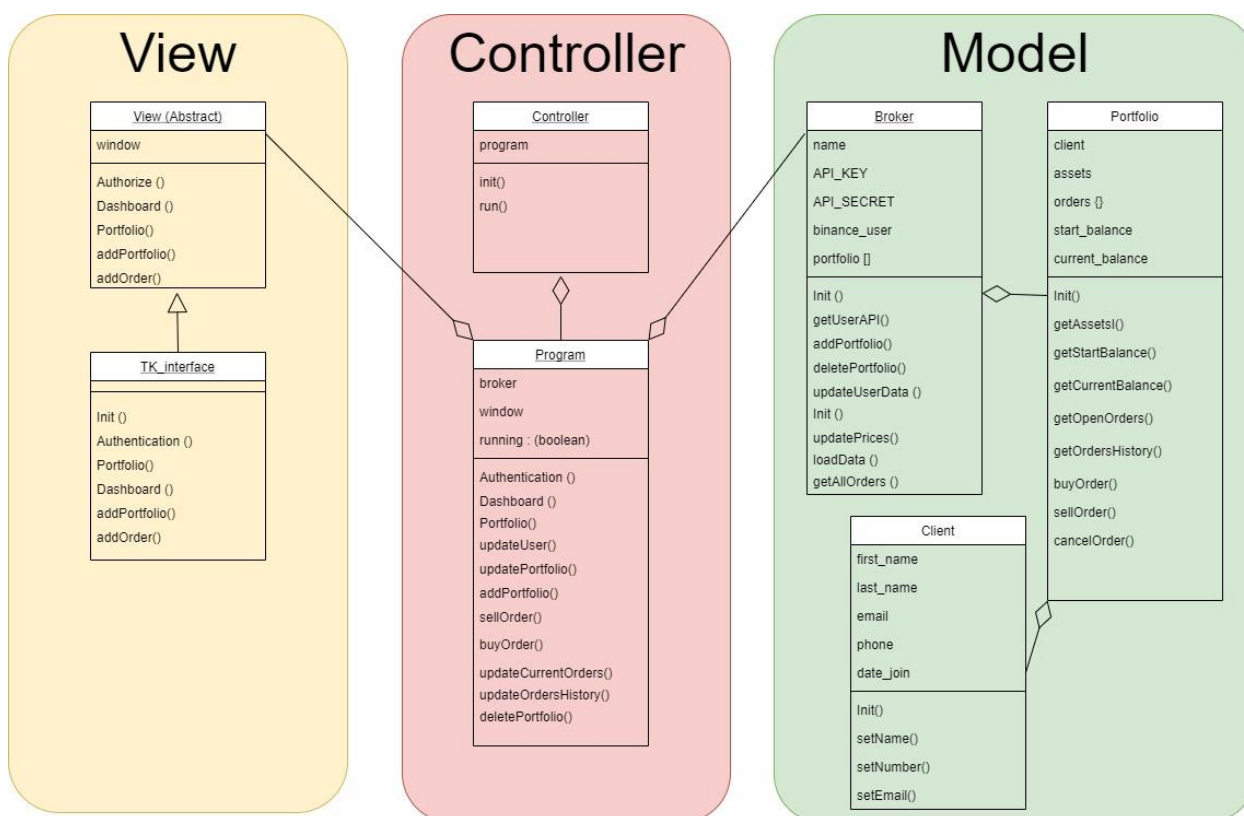 View
View (Abstract)
window
Authorize ()
Dashboard ()
Portfolio()
addPortfolio()
addOrder()
TK_interface
Init ()
Authentication ()
Portfolio()
Dashboard ()
addPortfolio()
addOrder()
Controller
Controller
program
init()
run()
Program
broker
window
running : (boolean)
Authentication ()
Dashboard ()
Portfolio()
updateUser()
updatePortfolio()
addPortfolio()
sellOrder()
buyOrder()
updateCurrentOrders()
updateOrdersHistory()
deletePortfolio()
Model
Broker
name
API_KEY
API_SECRET
binance_user
portfolio []
Init ()
getUserAPI()
addPortfolio()
deletePortfolio()
updateUserData ()
Init ()
updatePrices()
loadData ()
getAllOrders ()
Portfolio
client
assets
orders {}
start_balance
current_balance
Init()
getAssetsI()
getStartBalance()
getCurrentBalance()
getOpenOrders()
getOrdersHistory()
buyOrder()
sellOrder()
cancelOrder()
Client
first_name
last_name
email
phone
date_join
Init()
setName()
setNumber()
setEmail()